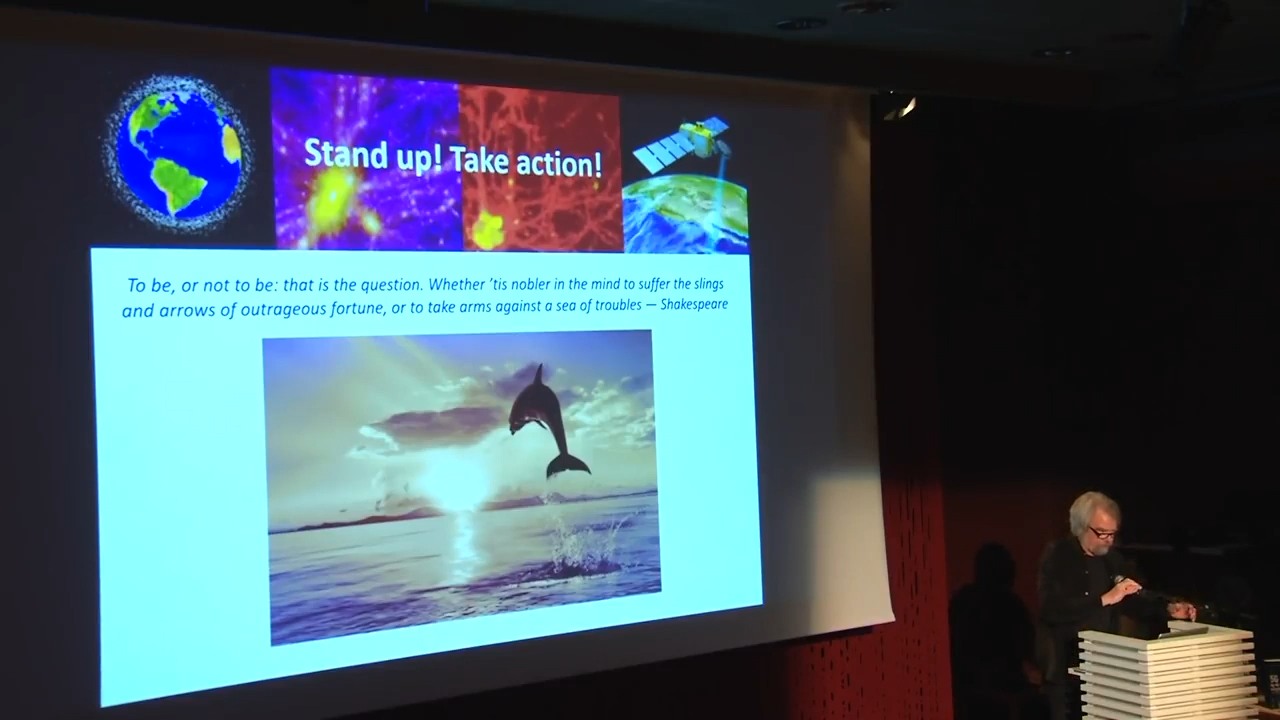 Stand up! Take action!
To be, or not to be: that is the question. Whether ’tis nobler in the mind to suffer the slings
and arrows of outrageous fortune, or to take arms against a sea of troubles — Shakespeare